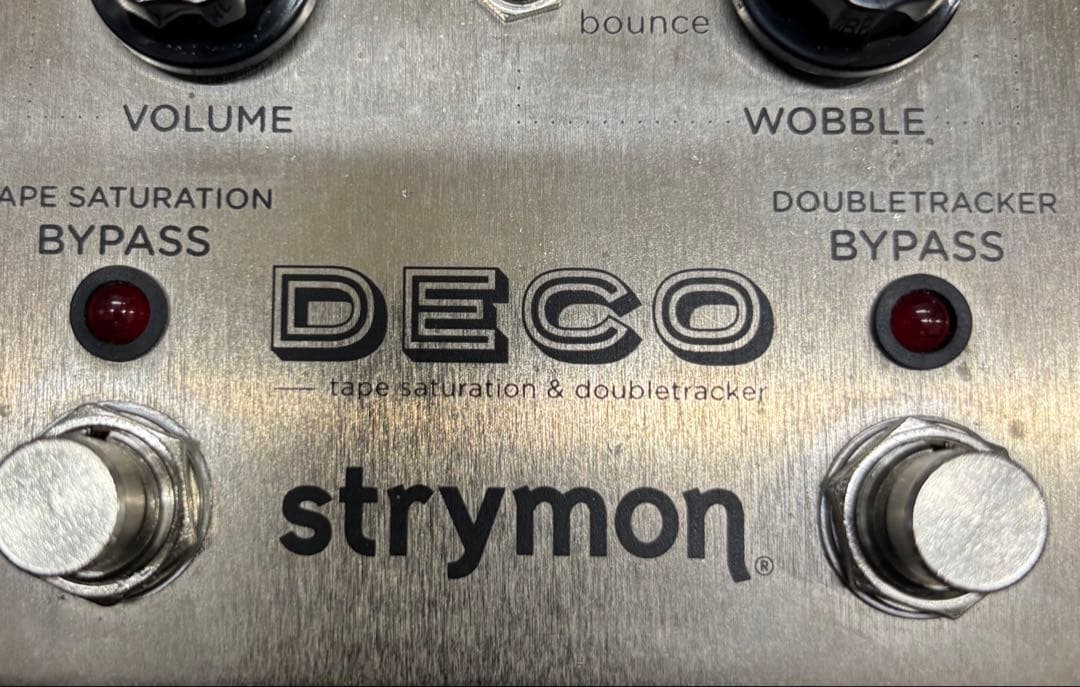 bounce
VOLUME
WOBBLE
APE SATURATION
BYPASS
DOUBLETRACKER
BYPASS
DECO
tape saturation & doubletracker
strymon®